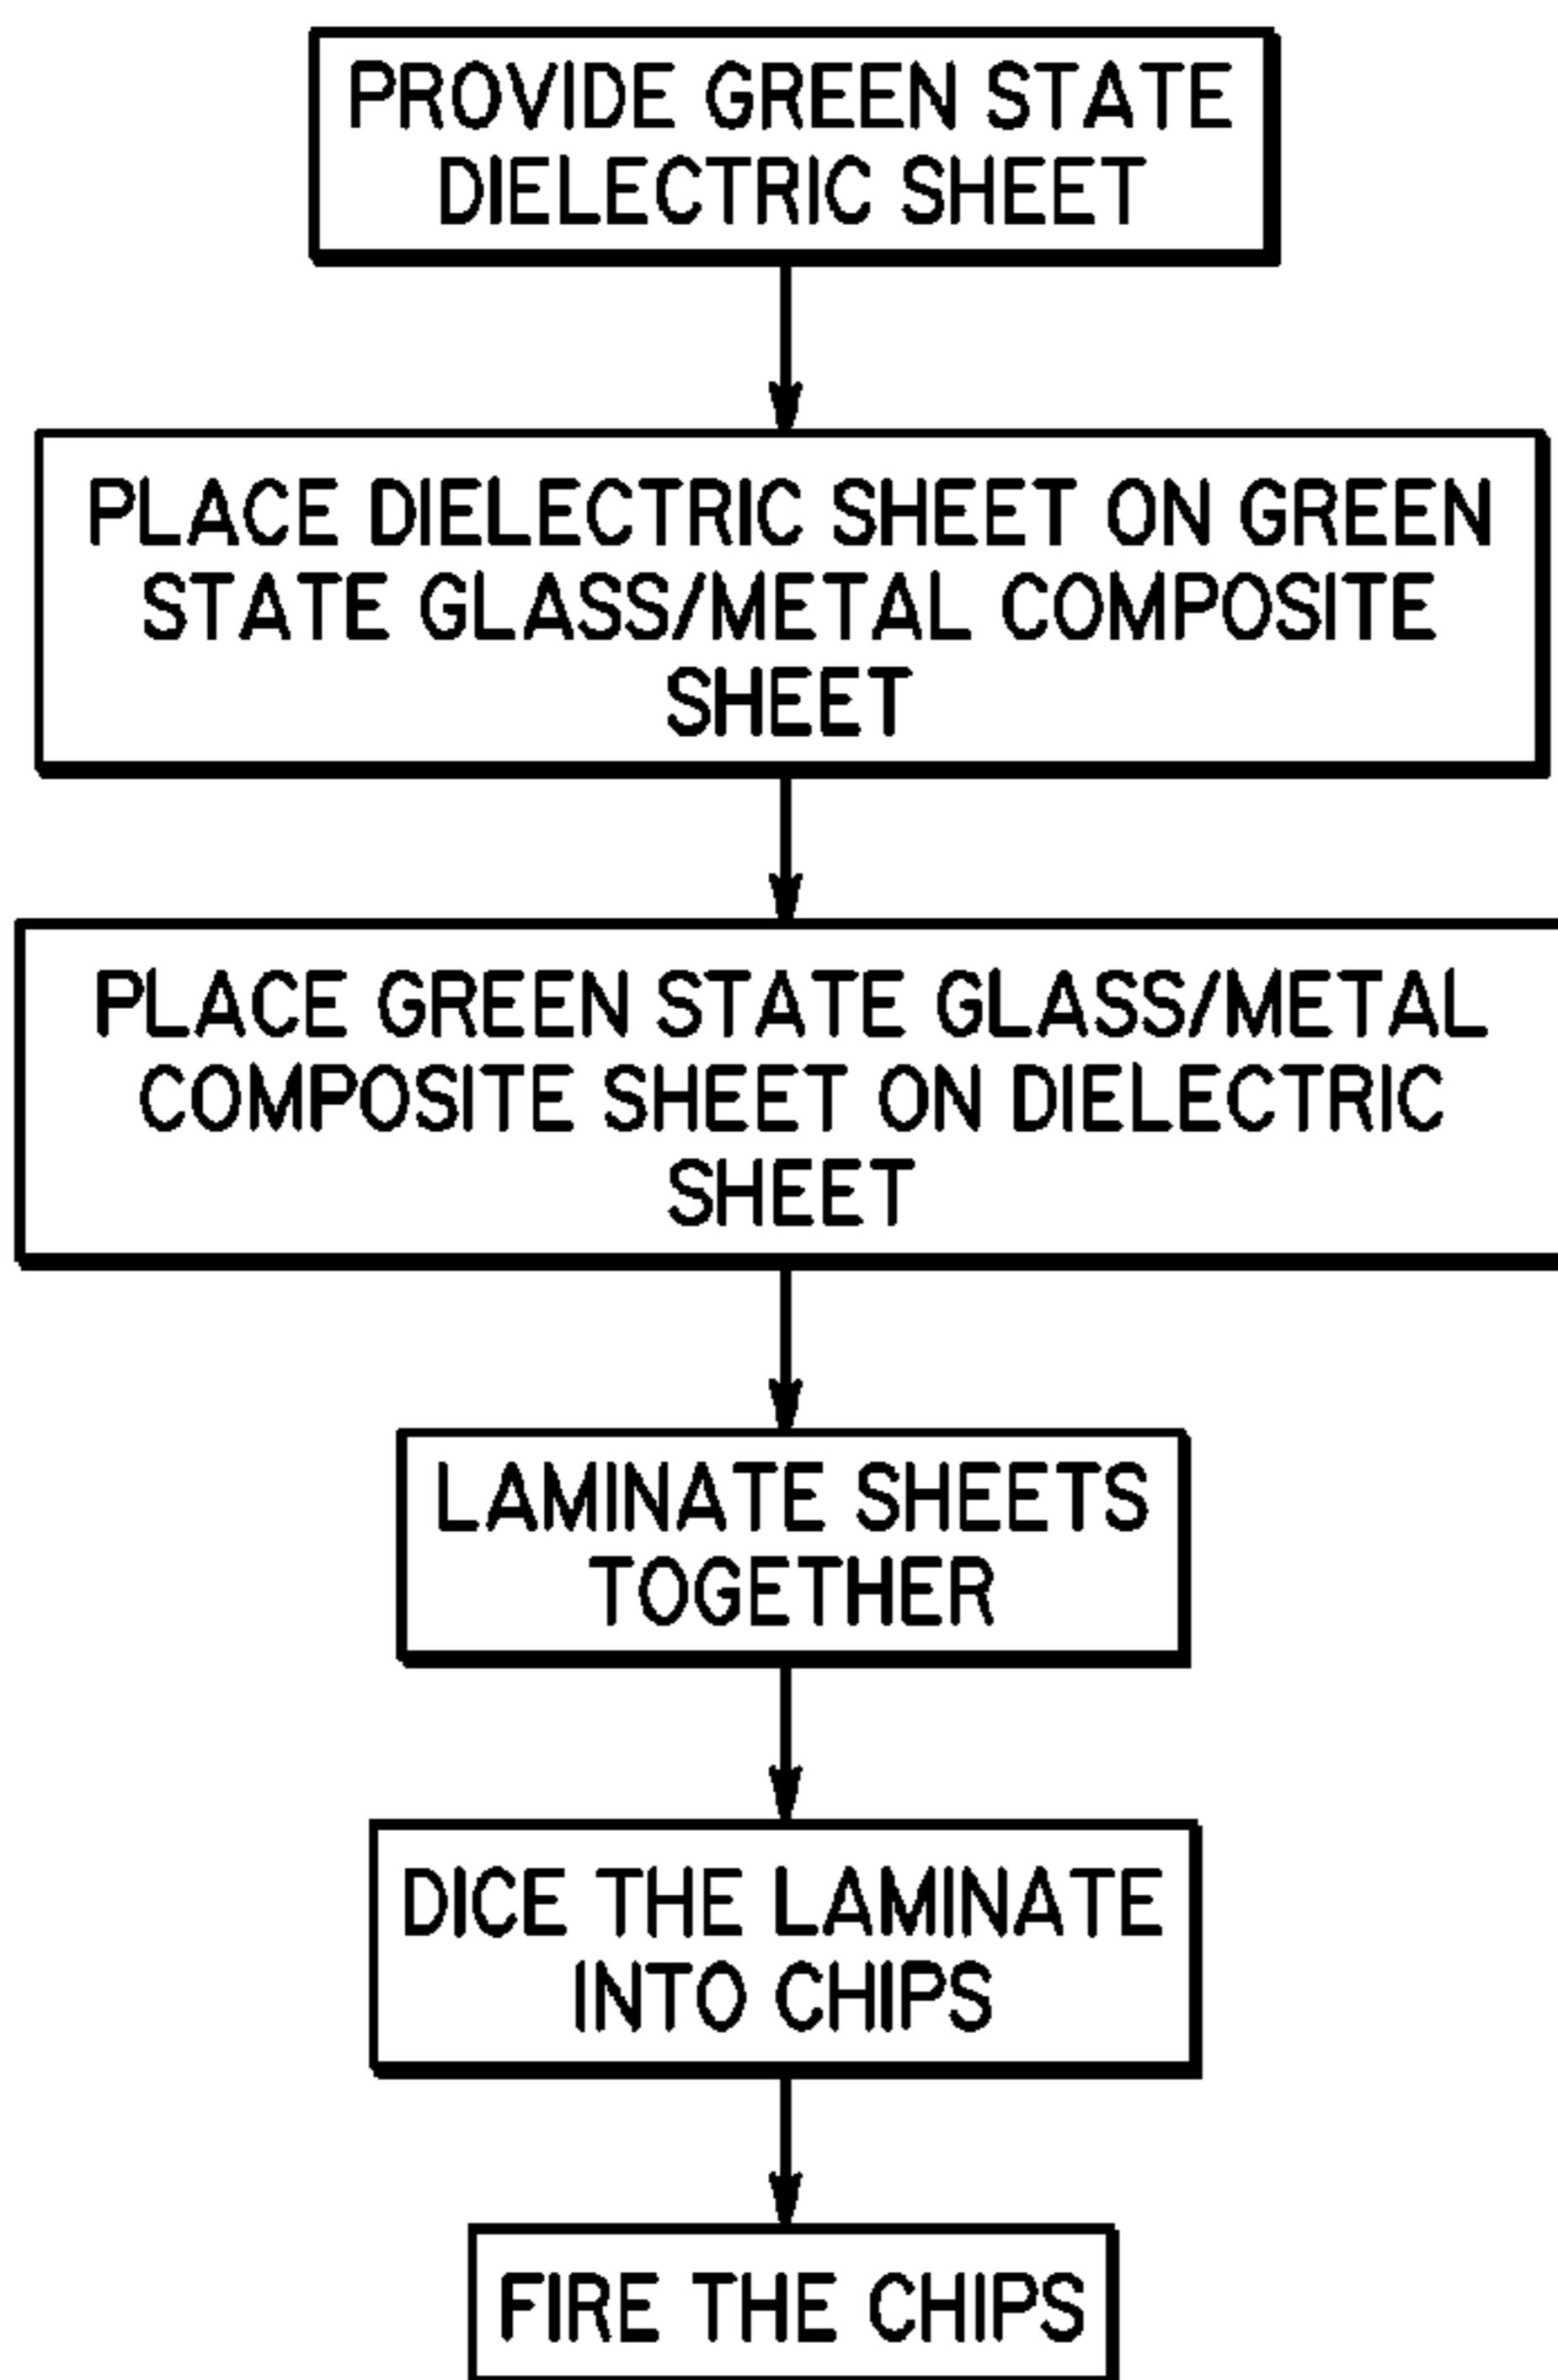 PROVIDE GREEN STATE
DIELECTRIC SHEET
PLACE DIELECTRIC SHEET ON GREEN
STATE GLASS/METAL COMPOSITE
SHEET
PLACE GREEN STATE GLASS/METAL
COMPOSITE SHEET ON DIELECTRIC
SHEET
LAMINATE SHEETS
TOGETHER
DICE THE LAMINATE
INTO CHIPS
FIRE THE CHIPS